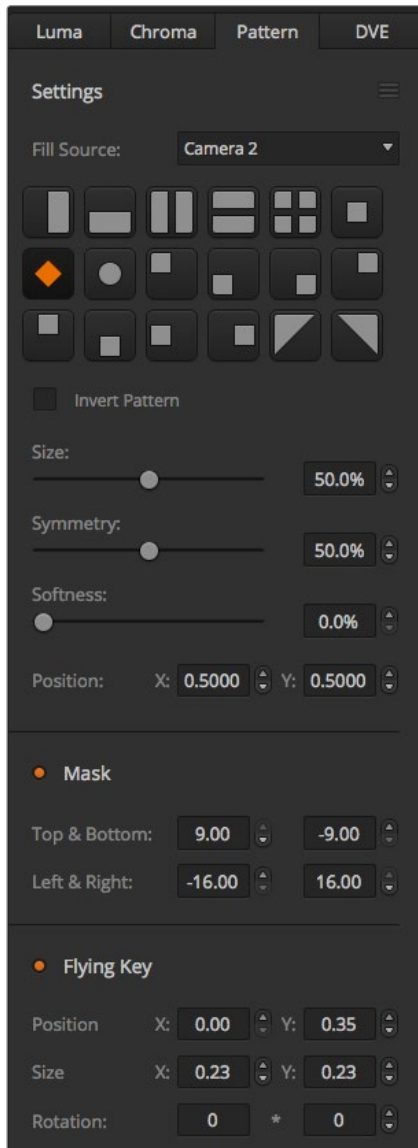 Luma Chroma Pattern DVE
Settings
Fill Source: Camera 2
Invert Pattern
Size:
50.0%
Symmetry:
50.0%
Softness:
0.0%
Position: X: 0.5000 Y: 0.5000
Mask
Top & Bottom: 9.00 -9.00
Left & Right: -16.00 16.00
Flying Key
Position X: 0.00 Y: 0.35
Size X: 0.23 Y: 0.23
Rotation: 0 * 0